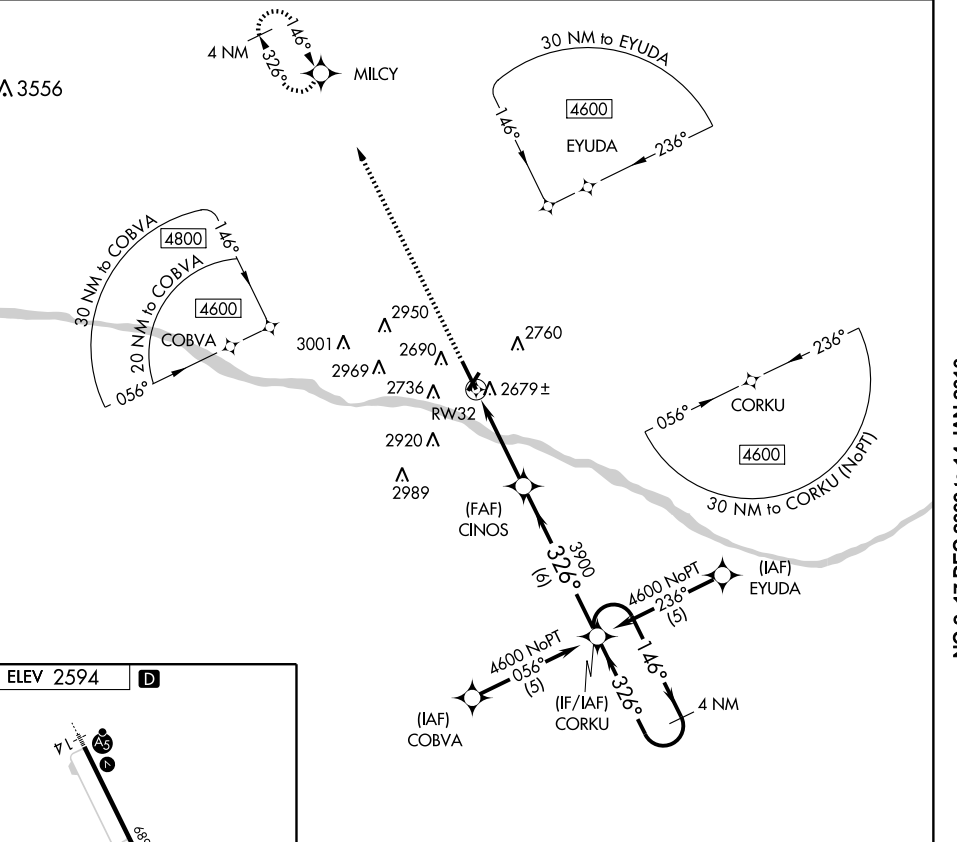 146°
4 NM
326°
MILCY
3556
30 NM to EYUDA
4600
EYUDA
146°
236°
30 NM to COBVA
4800
146°
20 NM to COBVA
4600
COBVA
056°
2950
3001
2690
2760
2969
2736
2679±
RW32
2920
2989
236°
056°
CORKU
4600
30 NM to CORKU (NoPT)
(FAF)
CINOS
3900
326°
(6)
(IAF)
EYUDA
4600 NoPT
236°
(5)
4600 NoPT
056°
(5)
146°
326°
4 NM
(IF/IAF)
CORKU
(IAF)
COBVA
ELEV 2594
D
14
A5